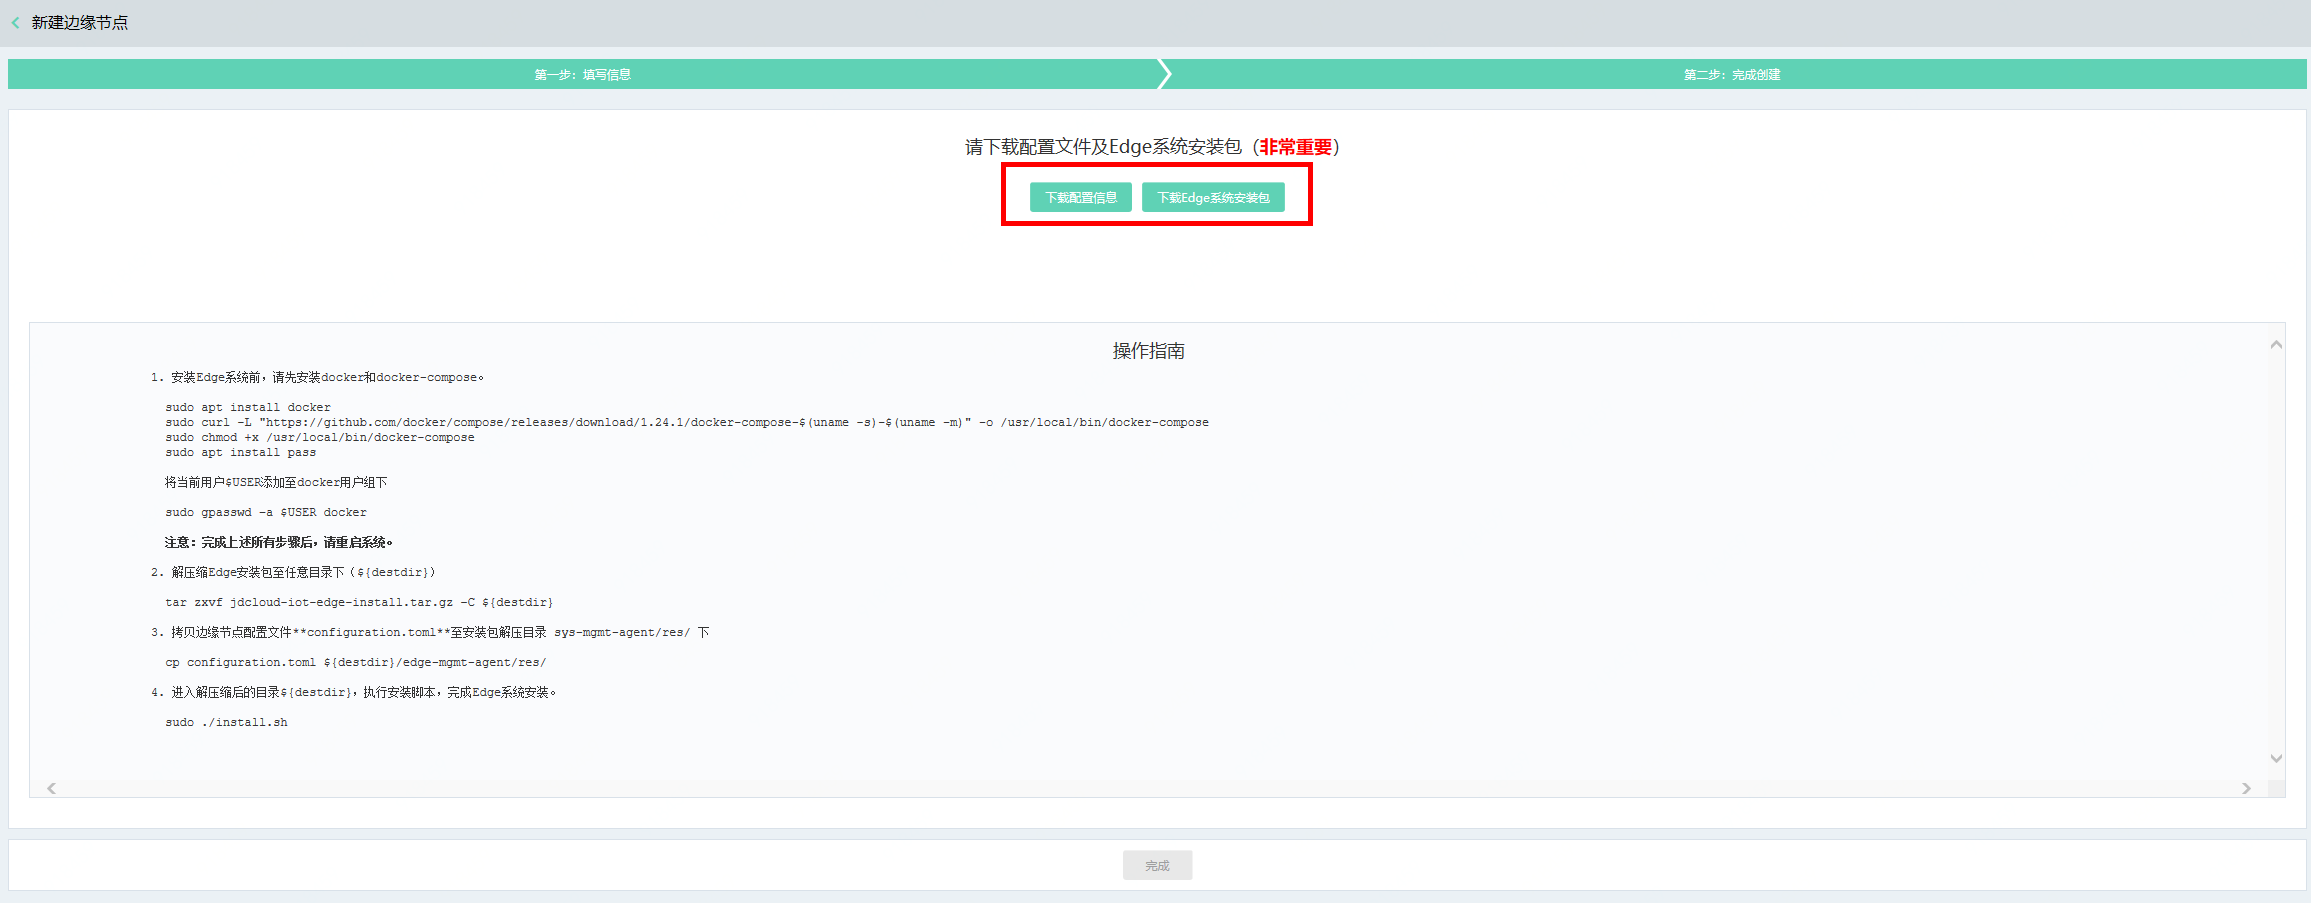 新建边缘节点
第一步：填写信息
第二步：完成创建
请下载配置文件及Edge系统安装包（非常重要）
下载配置信息
下载Edge系统安装包
操作指南
1. 安装Edge系统前，请先安装docker和docker-compose。
sudo apt install docker
sudo curl -L "https://github.com/docker/compose/releases/download/1.24.1/docker-compose-$(uname -s)-$(uname -m)" -o /usr/local/bin/docker-compose
sudo chmod +x /usr/local/bin/docker-compose
sudo apt install pass
将当前用户$USER添加至docker用户组下
sudo gpasswd -a $USER docker
注意：完成上述所有步骤后，请重启系统。
2. 解压缩Edge安装包至任意目录下（${destdir}）
tar zxvf jdcloud-iot-edge-install.tar.gz -C ${destdir}
3. 拷贝边缘节点配置文件**configuration.toml**至安装包解压目录 sys-mgmt-agent/res/ 下
cp configuration.toml ${destdir}/edge-mgmt-agent/res/
4. 进入解压缩后的目录${destdir}，执行安装脚本，完成Edge系统安装。
sudo ./install.sh
完成